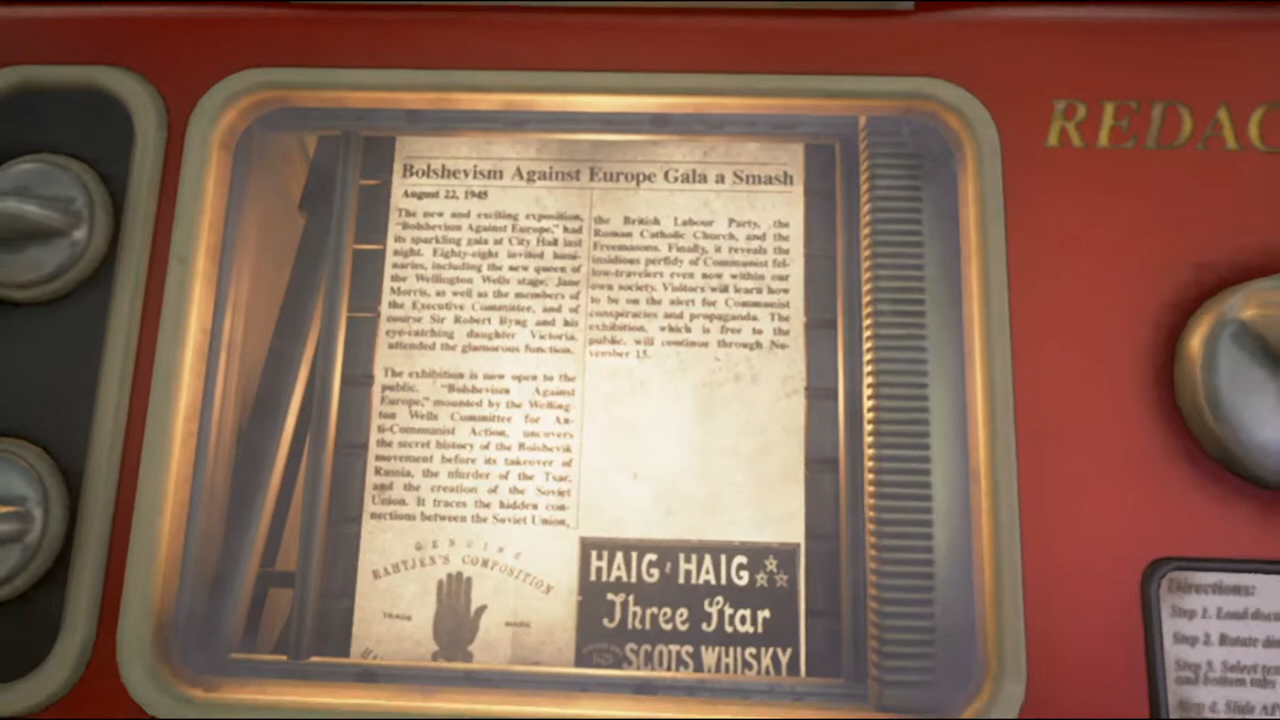 REDAC
Bolshevism Against Europe Gala a Smash
August 22, 1945
The new and exciting exposition,
"Bolshevism Against Europe," had
its sparkling gala at City Hall last
night. Eighty-eight invited lumi-
naries, including the new queen of
the Wellington Wells stage, Jane
Morris, as well as the members of
the Executive Committee, and of
course Sir Robert Byng and his
eye-catching daughter Victoria,
attended the glamorous function.
The exhibition is now open to the
public. "Bolshevism Against
Europe," mounted by the Welling-
ton Wells Committee for An-
ti-Communist Action, uncovers
the secret history of the Bolshevik
movement before its takeover of
Russia, the murder of the Tsar,
and the creation of the Soviet
Union. It traces the hidden con-
nections between the Soviet Union,
the British Labour Party, the
Roman Catholic Church, and the
Freemasons. Finally, it reveals the
insidious perfidy of Communist fel-
low-travelers even now within our
own society. Visitors will learn how
to be on the alert for Communist
conspiracies and propaganda. The
exhibition, which is free to the
public, will continue through No-
vember 15.
GENUINE
RAHTJEN'S COMPOSITION
TRADE MARK
HAIG & HAIG
Three Star
SCOTS WHISKY
Directions:
Step 1. Load
Step 2. Rotate
Step 3. Select
and bottom tabs
Step 4. Slide